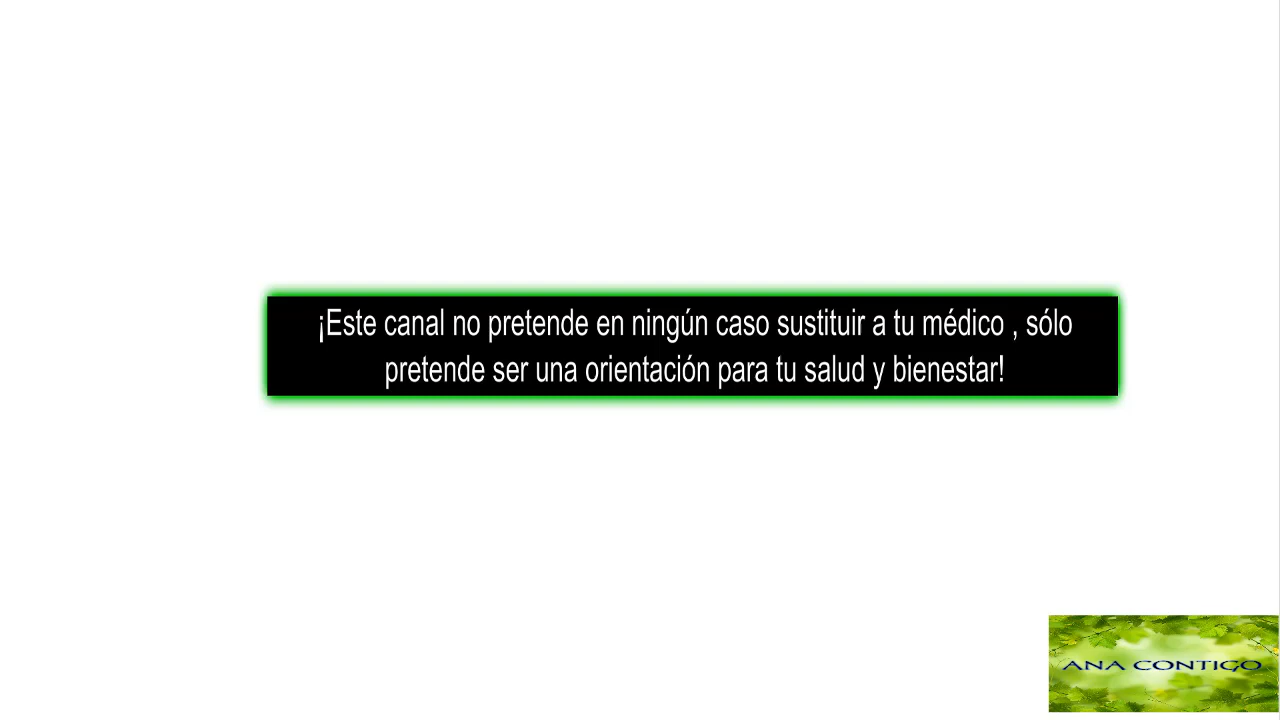 ¡Este canal no pretende en ningún caso sustituir a tu médico , sólo
pretende ser una orientación para tu salud y bienestar!
ANA CONTIGO